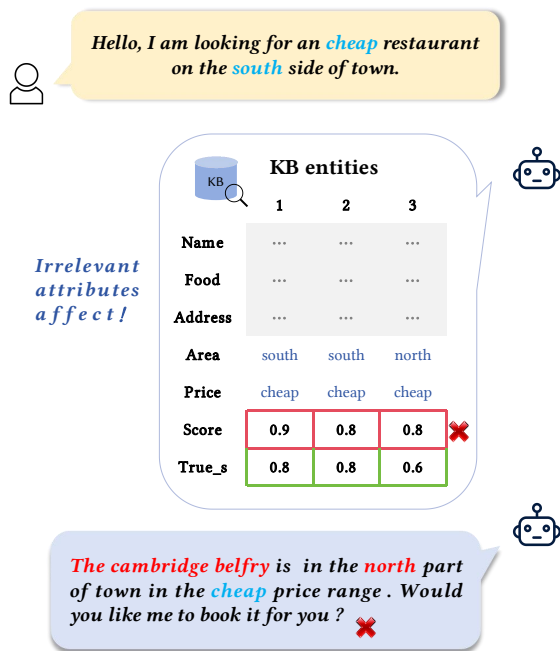 Hello, I am looking for an cheap restaurant
on the south side of town.
KB
KB entities
1 2 3
Irrelevant
attributes
affect!
Name ... ... ...
Food ... ... ...
Address ... ... ...
Area south south north
Price cheap cheap cheap
Score 0.9 0.8 0.8
True_s 0.8 0.8 0.6
The cambridge belfry is in the north part
of town in the cheap price range . Would
you like me to book it for you ?